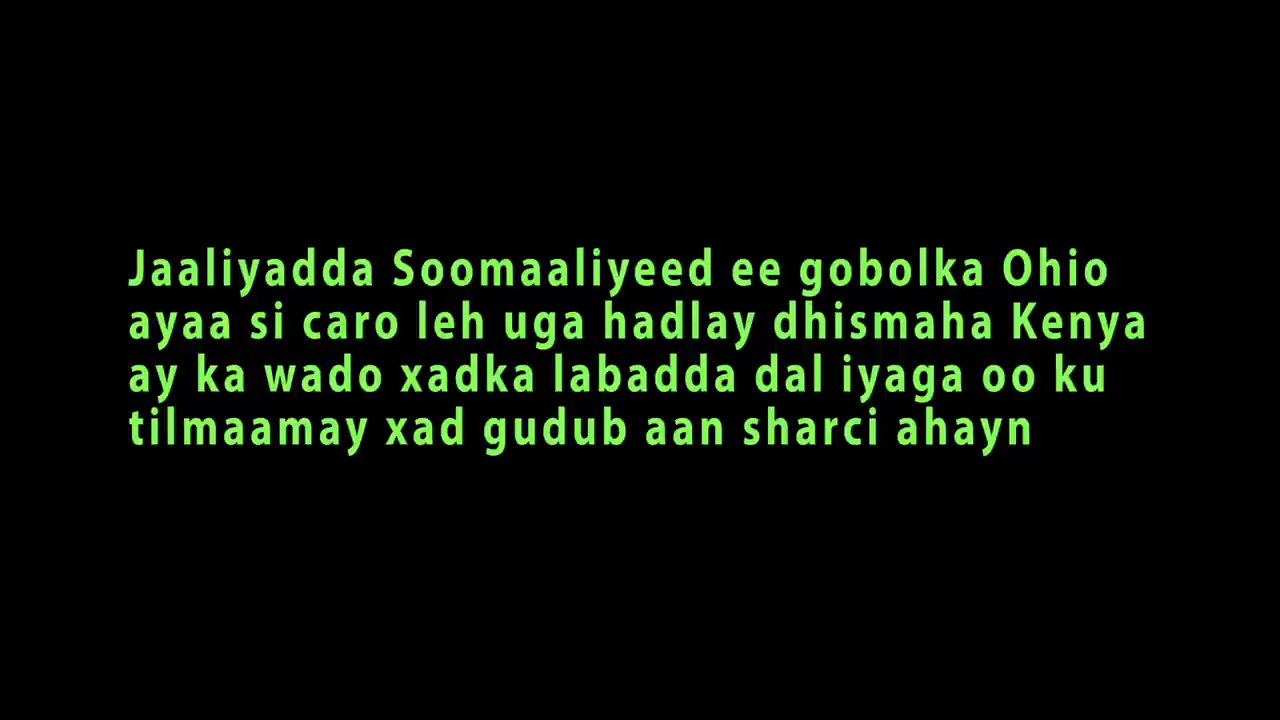 Jaaliyadda Soomaaliyeed ee gobolka Ohio
ayaa si caro leh uga hadlay dhismaha Kenya
ay ka wado xadka labadda dal iyaga oo ku
tilmaamay xad gudub aan sharci ahayn